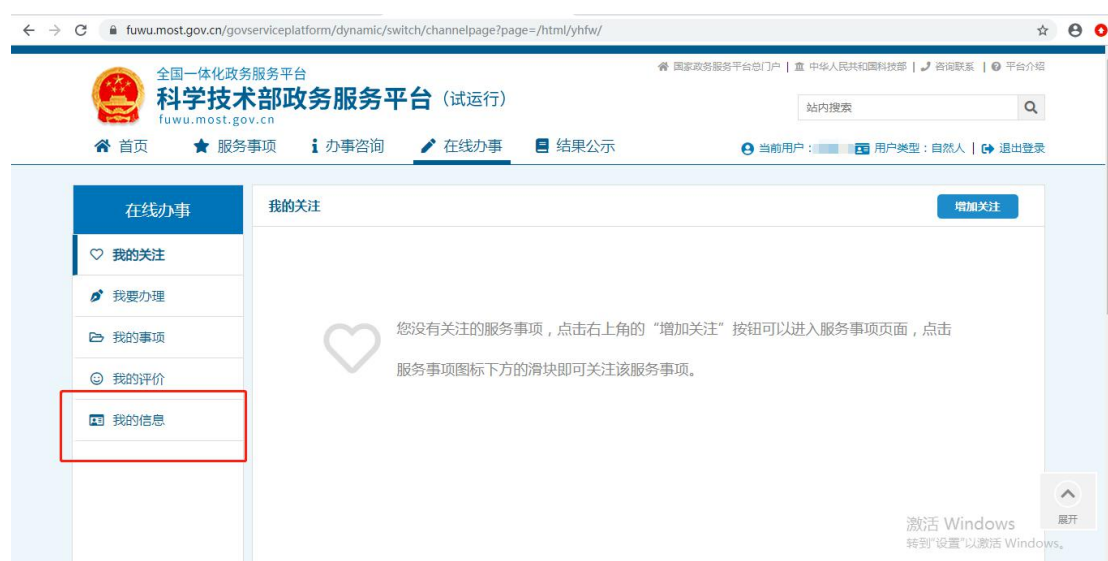 fuwu.most.gov.cn/govserviceplatform/dynamic/switch/channelpage?page=/html/yhfw/
全国一体化政务服务平台
国家政务服务平台总门户 | 中华人民共和国科技部 | 咨询联系 | 平台介绍
科学技术部政务服务平台（试运行）
fuwu.most.gov.cn
站内搜索
首页 服务事项 办事咨询 在线办事 结果公示
当前用户： 用户类型：自然人 | 退出登录
在线办事
我的关注
我要办理
我的事项
我的评价
我的信息
我的关注
增加关注
您没有关注的服务事项，点击右上角的“增加关注”按钮可以进入服务事项页面，点击
服务事项图标下方的滑块即可关注该服务事项。
展开
激活 Windows
转到“设置”以激活 Windows。